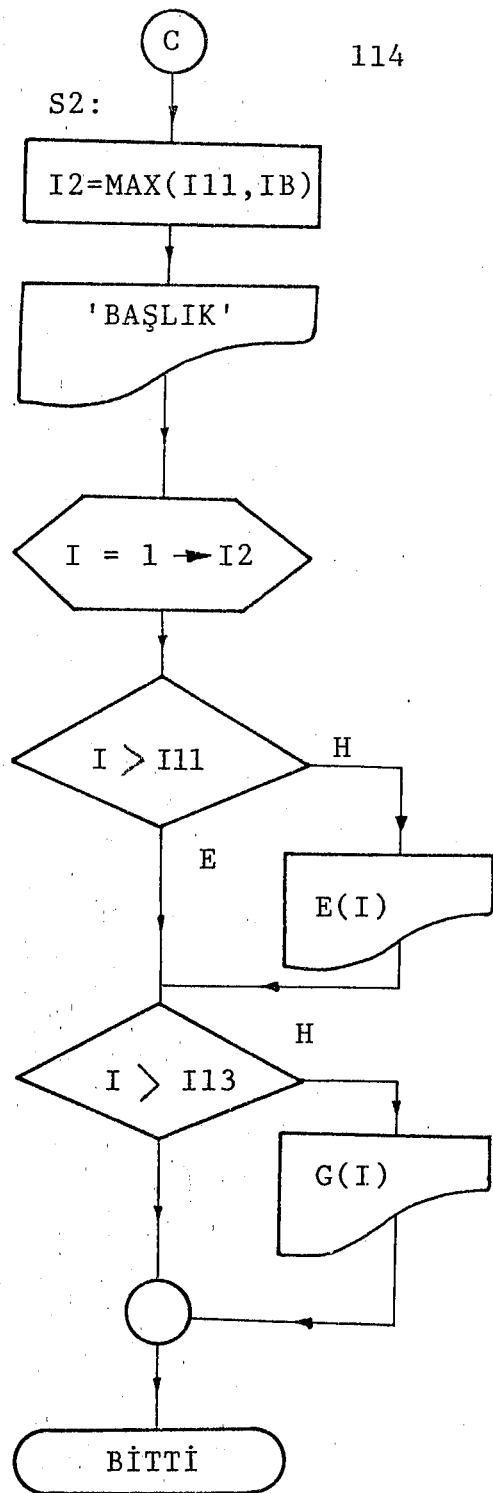 C
114
S2:
I2=MAX(I11,IB)
'BAŞLIK'
I = 1 → I2
I > I11
H
E
E(I)
H
I > I13
G(I)
BİTTİ